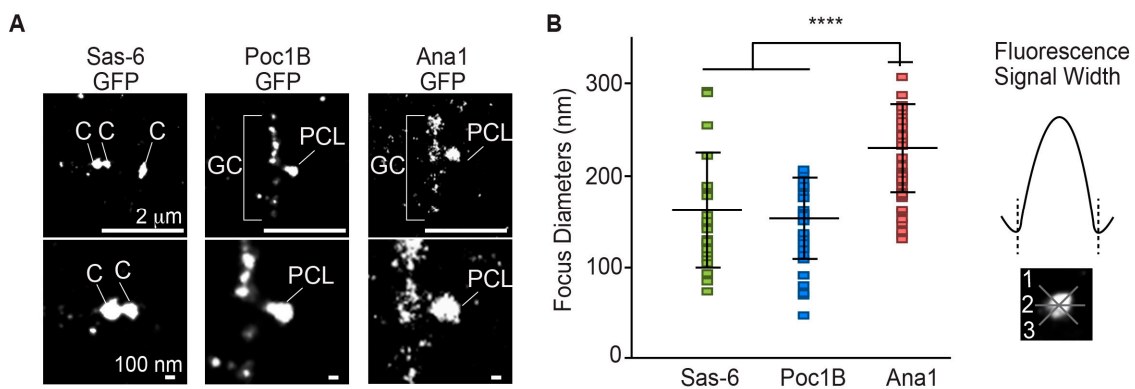 A
Sas-6
GFP
Poc1B
GFP
Ana1
GFP
C
C
C
2 μm
GC
PCL
GC
PCL
C
C
100 nm
PCL
PCL
B
****
Focus Diameters (nm)
300
200
100
0
Sas-6
Poc1B
Ana1
Fluorescence
Signal Width
1
2
3